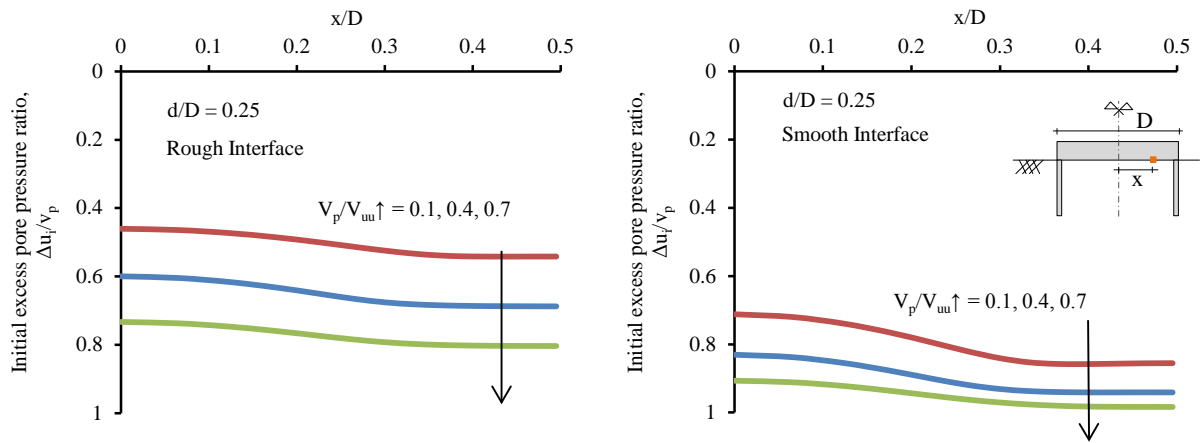 x/D
0 0.1 0.2 0.3 0.4 0.5
0
0.2
0.4
0.6
0.8
1
Initial excess pore pressure ratio,
Δuᵢ/vₚ
d/D = 0.25
Rough Interface
Vₚ/Vᵤᵤ↑ = 0.1, 0.4, 0.7
x/D
0 0.1 0.2 0.3 0.4 0.5
0
0.2
0.4
0.6
0.8
1
Initial excess pore pressure ratio,
Δuᵢ/vₚ
d/D = 0.25
Smooth Interface
D
x
Vₚ/Vᵤᵤ↑ = 0.1, 0.4, 0.7